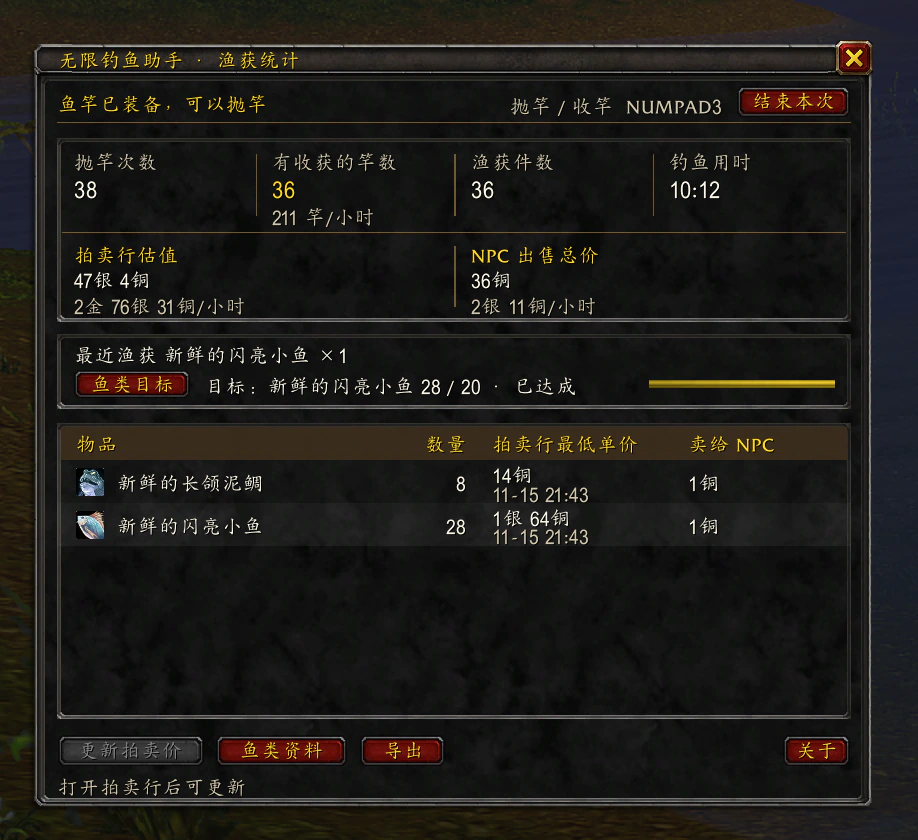 无限钓鱼助手 · 渔获统计
鱼竿已装备，可以抛竿
抛竿 / 收竿 NUMPAD3
结束本次
抛竿次数 有收获的竿数 渔获件数 钓鱼用时
38 36 36 10:12
211 竿/小时
拍卖行估值 NPC 出售总价
47银 4铜 36铜
2金 76银 31铜/小时 2银 11铜/小时
最近渔获 新鲜的闪亮小鱼 ×1
鱼类目标 目标：新鲜的闪亮小鱼 28 / 20 · 已达成
物品 数量 拍卖行最低单价 卖给 NPC
新鲜的长颌泥鲷 8 14铜 1铜
11-15 21:43
新鲜的闪亮小鱼 28 1银 64铜 1铜
11-15 21:43
更新拍卖价 鱼类资料 导出 关于
打开拍卖行后可更新